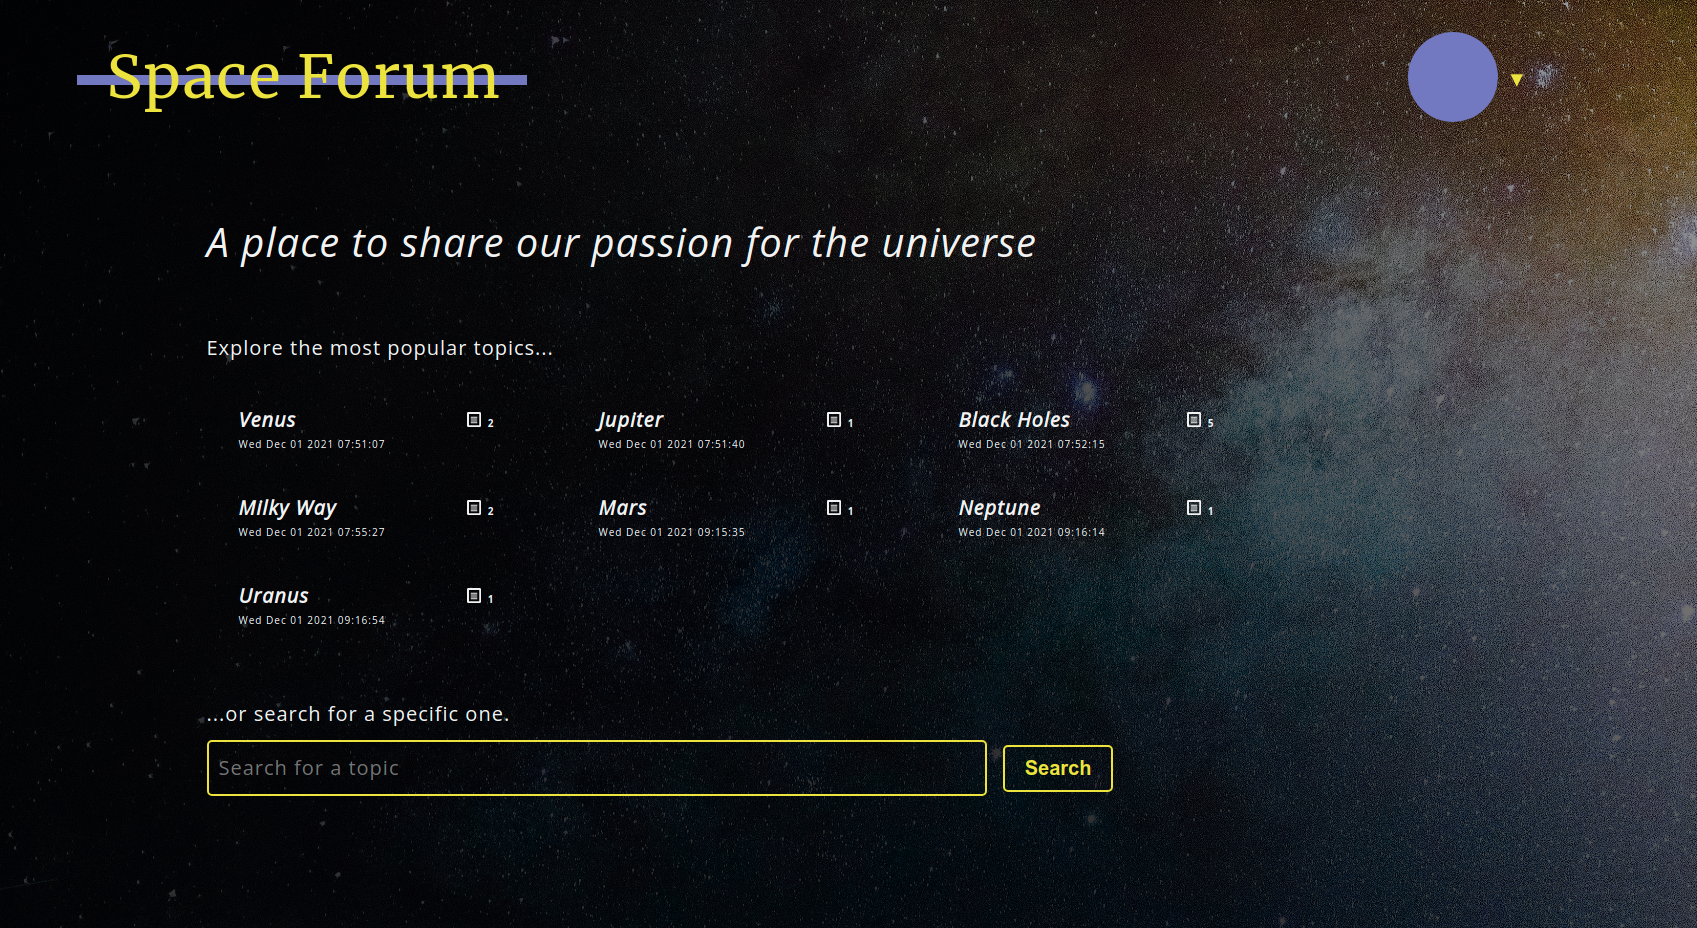 Space Forum
▼
A place to share our passion for the universe
Explore the most popular topics...
Venus 2 Jupiter 1 Black Holes 5
Wed Dec 01 2021 07:51:07 Wed Dec 01 2021 07:51:40 Wed Dec 01 2021 07:52:15
Milky Way 2 Mars 1 Neptune 1
Wed Dec 01 2021 07:55:27 Wed Dec 01 2021 09:15:35 Wed Dec 01 2021 09:16:14
Uranus 1
Wed Dec 01 2021 09:16:54
...or search for a specific one.
Search for a topic Search